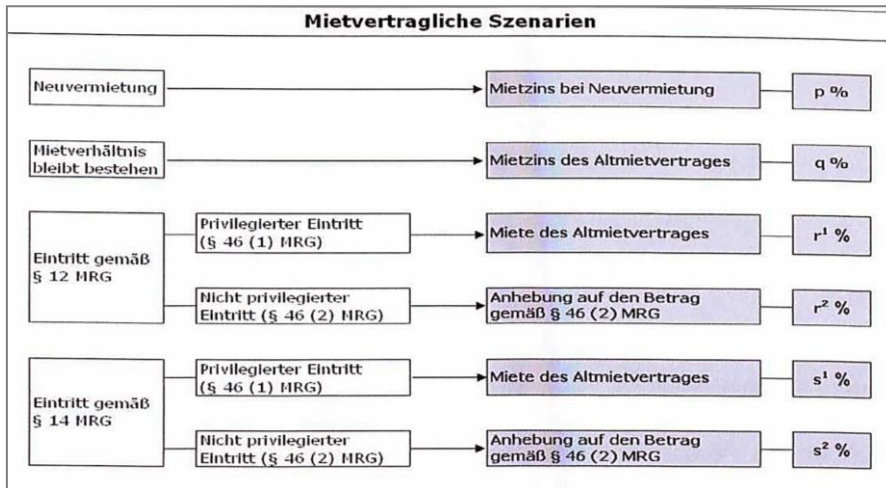 Mietvertragliche Szenarien
Neuvermietung
Mietzins bei Neuvermietung
p %
Mietverhältnis
bleibt bestehen
Mietzins des Altmietvertrages
q %
Eintritt gemäß
§ 12 MRG
Privilegierter Eintritt
(§ 46 (1) MRG)
Miete des Altmietvertrages
r¹ %
Nicht privilegierter
Eintritt (§ 46 (2) MRG)
Anhebung auf den Betrag
gemäß § 46 (2) MRG
r² %
Eintritt gemäß
§ 14 MRG
Privilegierter Eintritt
(§ 46 (1) MRG)
Miete des Altmietvertrages
s¹ %
Nicht privilegierter
Eintritt (§ 46 (2) MRG)
Anhebung auf den Betrag
gemäß § 46 (2) MRG
s² %